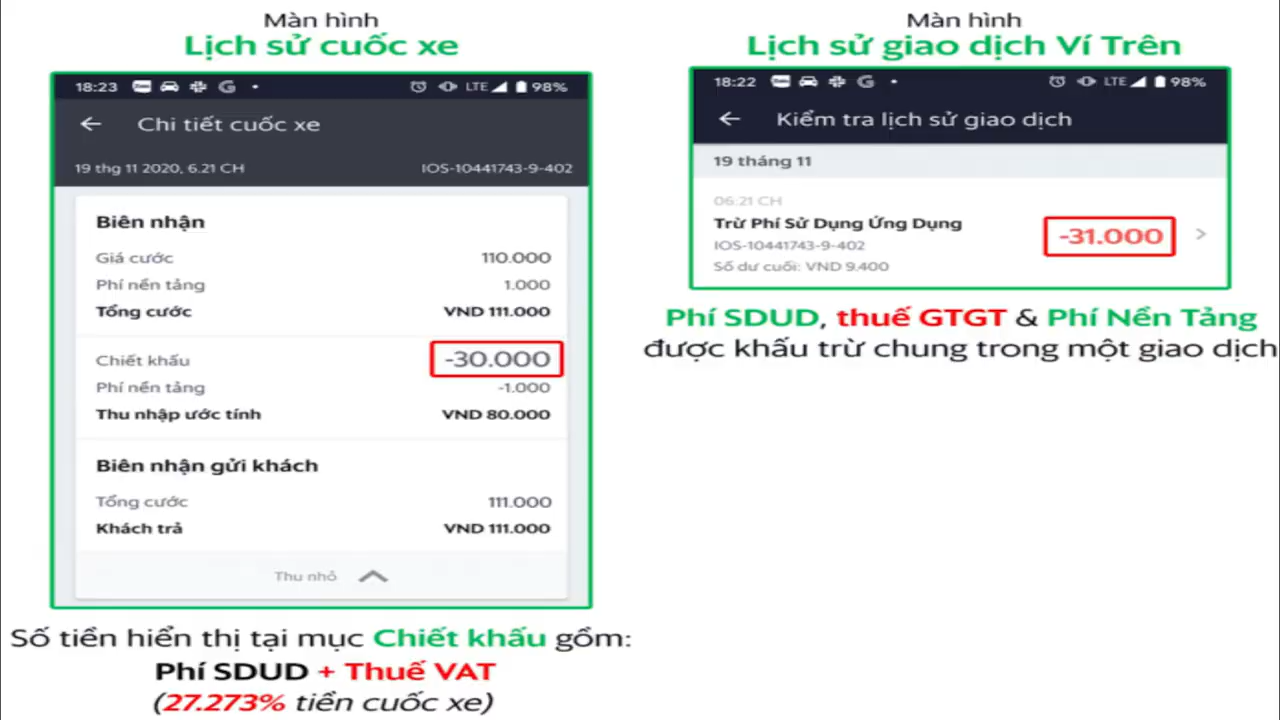 Màn hình
Lịch sử cuốc xe
18:23 LTE 98%
Chi tiết cuốc xe
19 thg 11 2020, 6.21 CH IOS-10441743-9-402
Biên nhận
Giá cước 110.000
Phí nền tảng 1.000
Tổng cước VND 111.000
Chiết khấu -30.000
Phí nền tảng -1.000
Thu nhập ước tính VND 80.000
Biên nhận gửi khách
Tổng cước 111.000
Khách trả VND 111.000
Thu nhỏ
Số tiền hiển thị tại mục Chiết khấu gồm:
Phí SDUD + Thuế VAT
(27.273% tiền cuốc xe)
Màn hình
Lịch sử giao dịch Ví Trên
18:22 LTE 98%
Kiểm tra lịch sử giao dịch
19 tháng 11
06:21 CH
Trừ Phí Sử Dụng Ứng Dụng -31.000
IOS-10441743-9-402
Số dư cuối: VND 9.400
Phí SDUD, thuế GTGT & Phí Nền Tảng
được khấu trừ chung trong một giao dịch